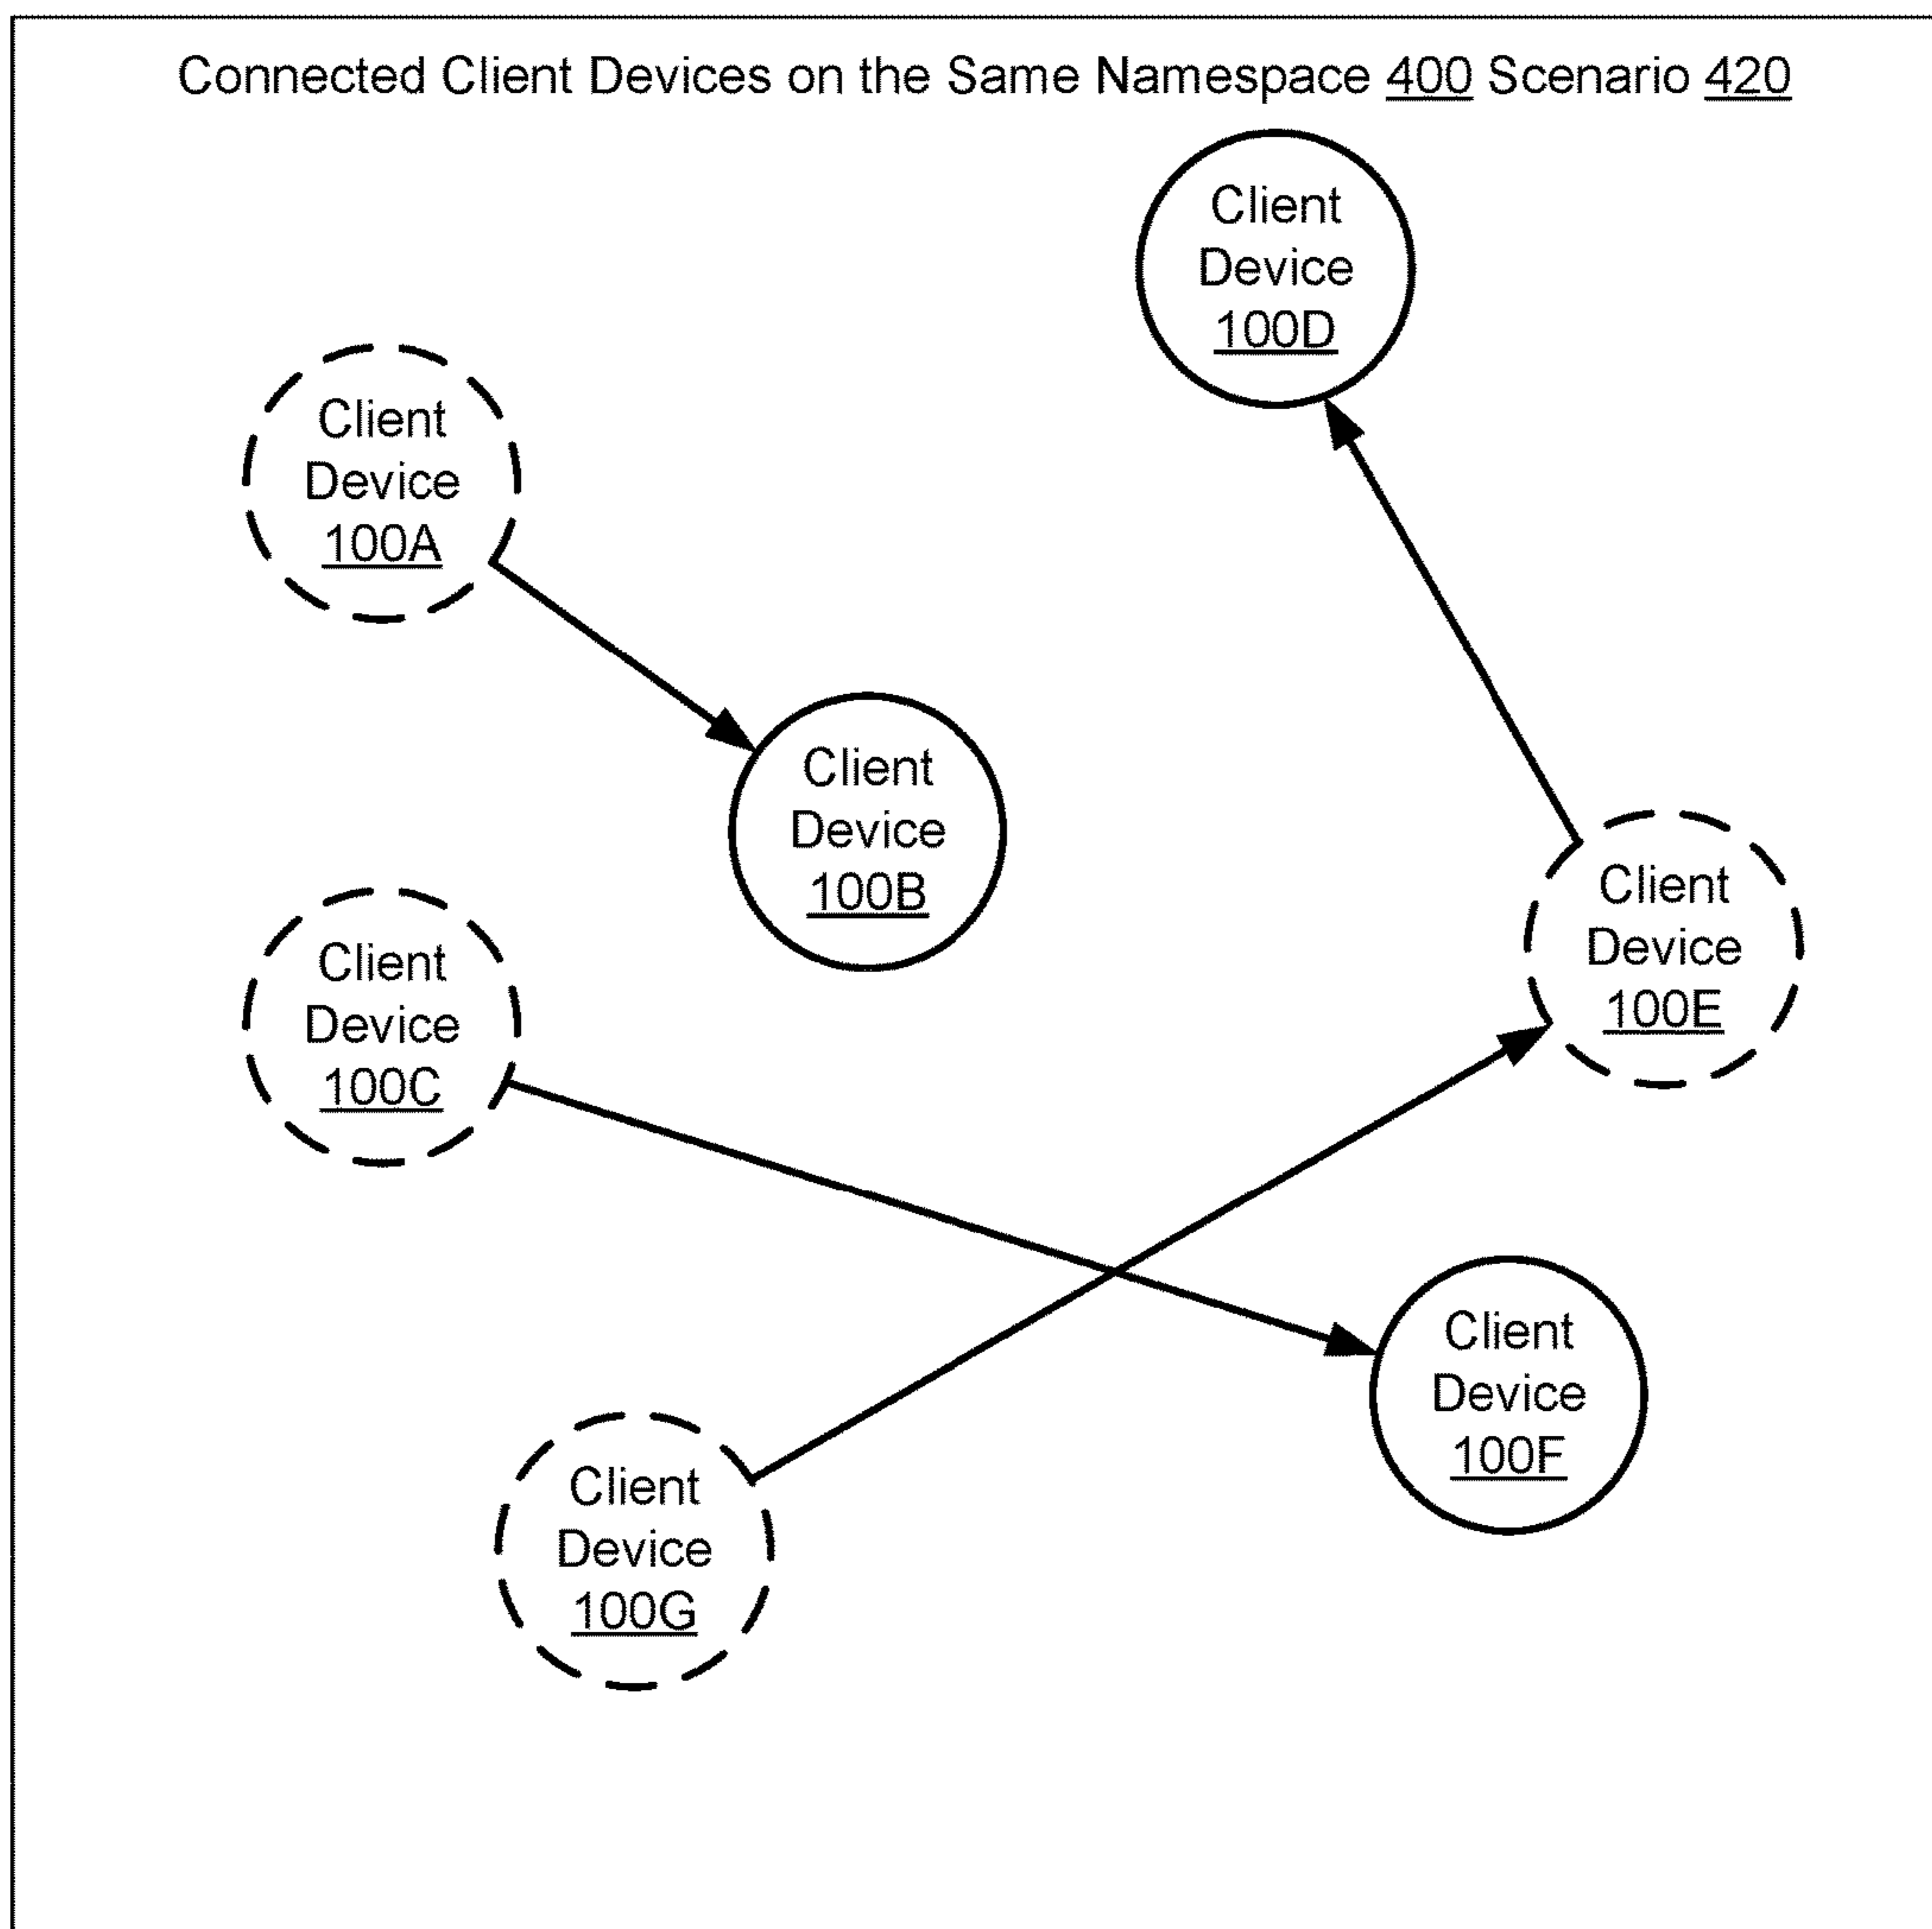 Connected Client Devices on the Same Namespace 400 Scenario 420
Client
Device
100D
Client
Device
100A
Client
Device
100B
Client
Device
100E
Client
Device
100C
Client
Device
100F
Client
Device
100G